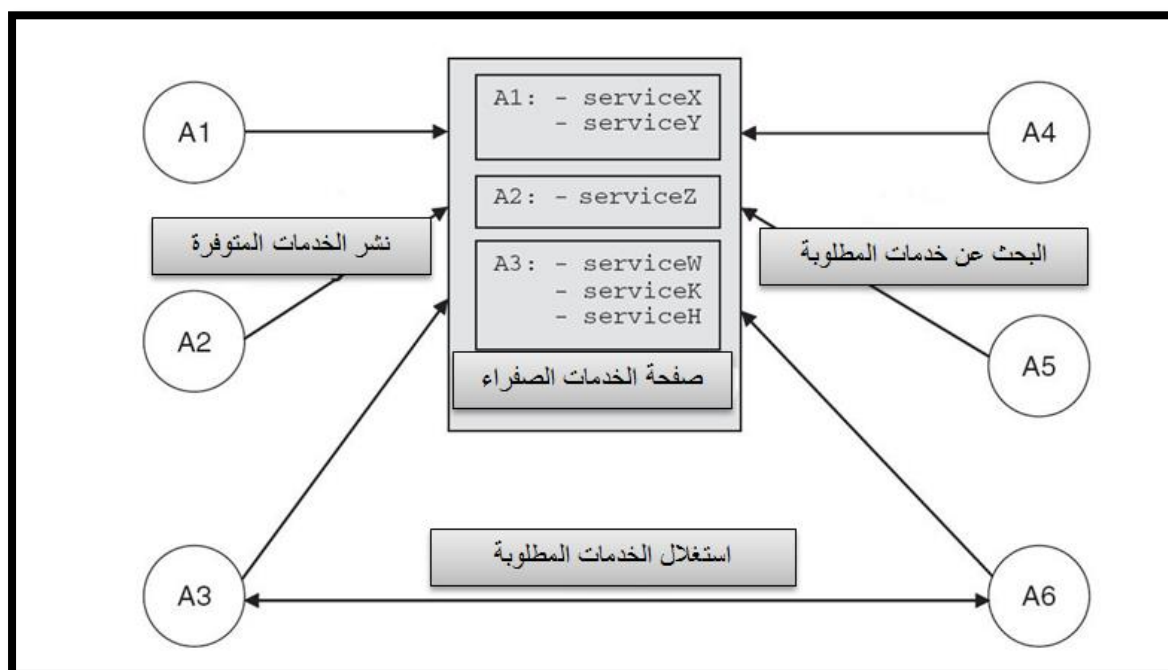 A1: - serviceX
- serviceY
A1
A4
A2: - serviceZ
نشر الخدمات المتوفرة
البحث عن خدمات المطلوبة
A3: - serviceW
- serviceK
- serviceH
A2
A5
صفحة الخدمات الصفراء
استغلال الخدمات المطلوبة
A3
A6